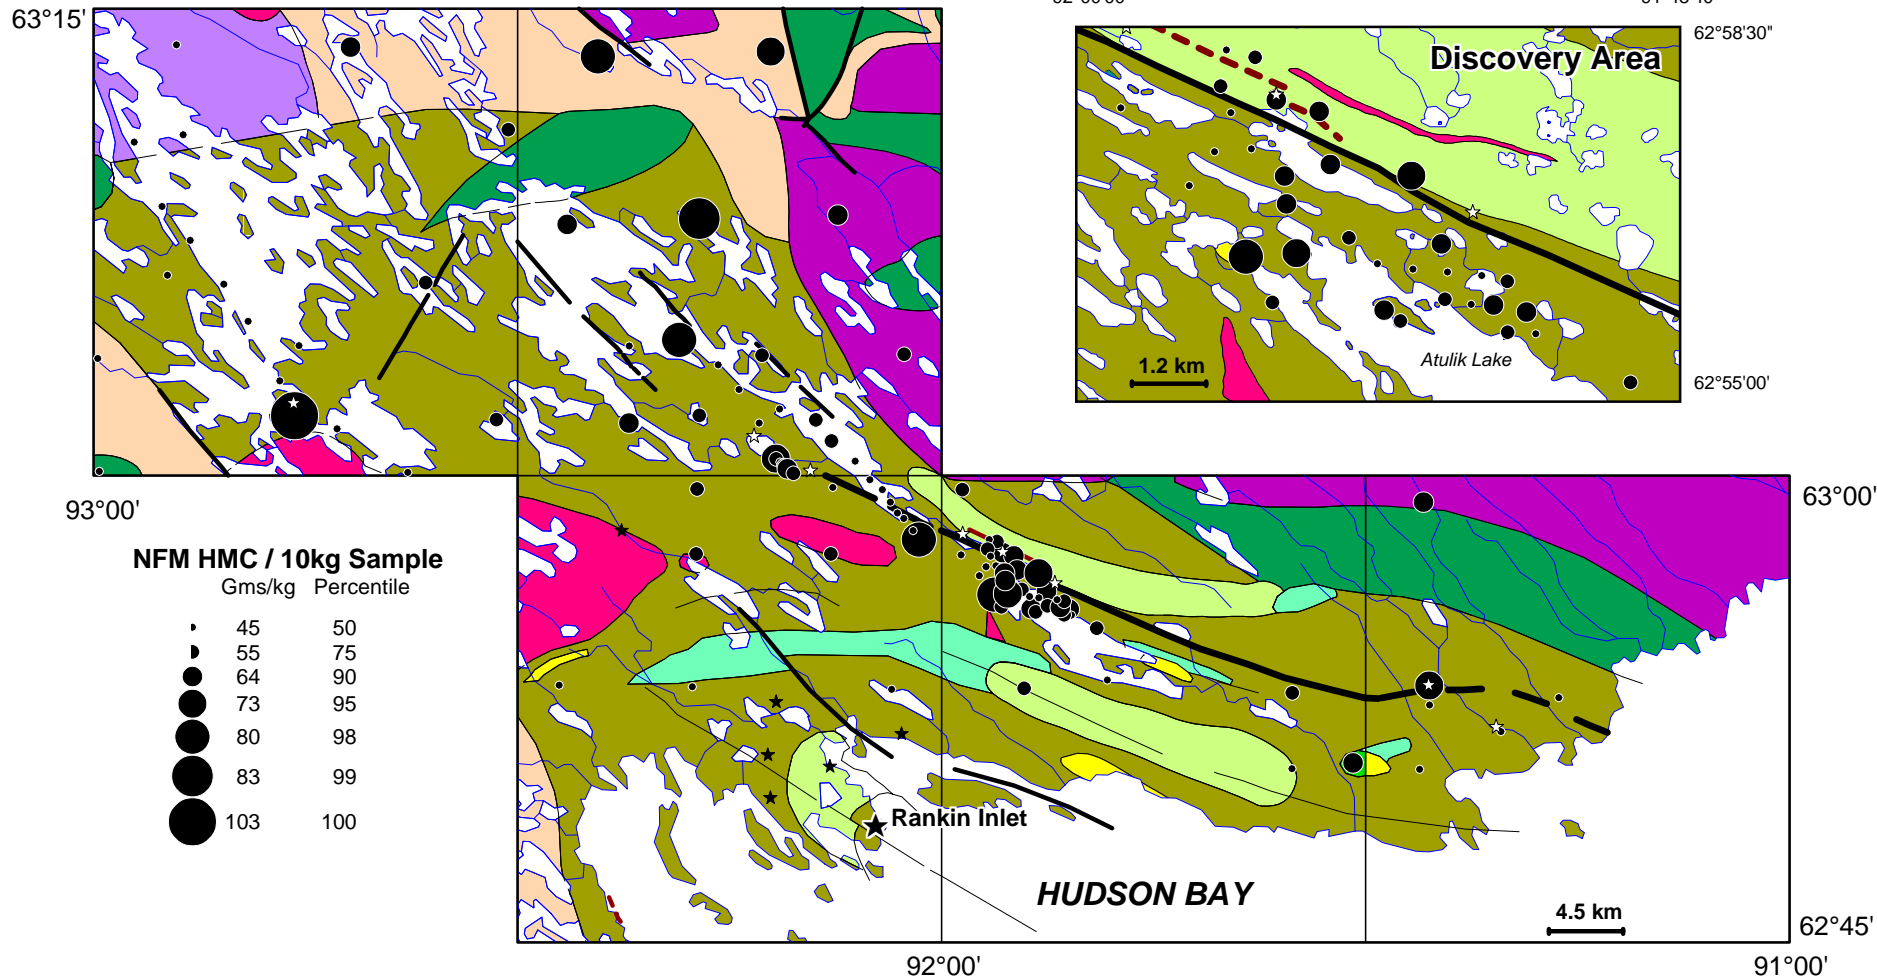 63°15'
62°58'30"
Discovery Area
1.2 km
Atulik Lake
62°55'00'
93°00'
63°00'
NFM HMC / 10kg Sample
Gms/kg Percentile
45 50
55 75
64 90
73 95
80 98
83 99
103 100
Rankin Inlet
HUDSON BAY
4.5 km
62°45'
92°00'
91°00'